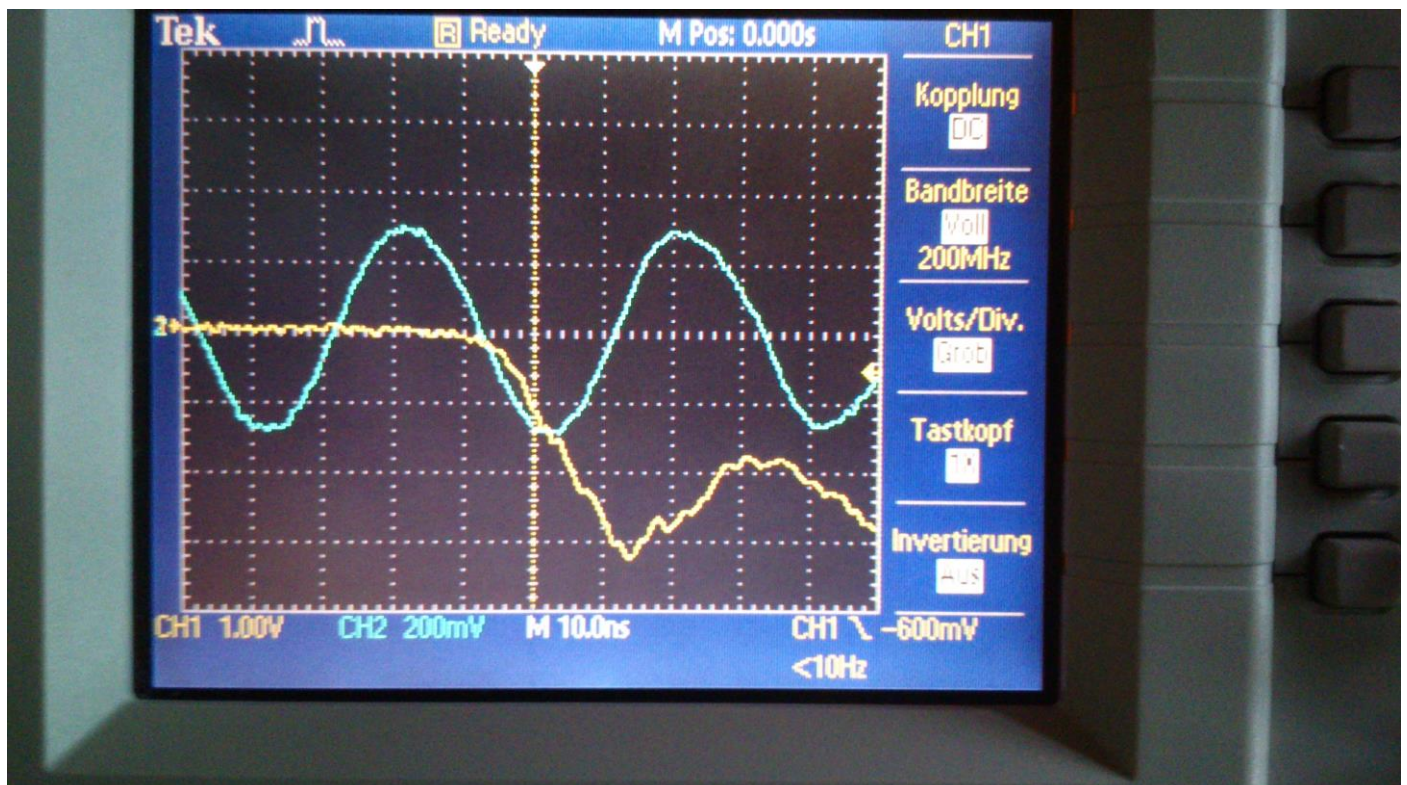 Tek R Ready M Pos: 0.000s CH1
Kopplung
DC
Bandbreite
Voll
200MHz
2
Volts/Div.
Grob
Tastkopf
1X
Invertierung
Aus
CH1 1.00V CH2 200mV M 10.0ns CH1 -600mV
<10Hz